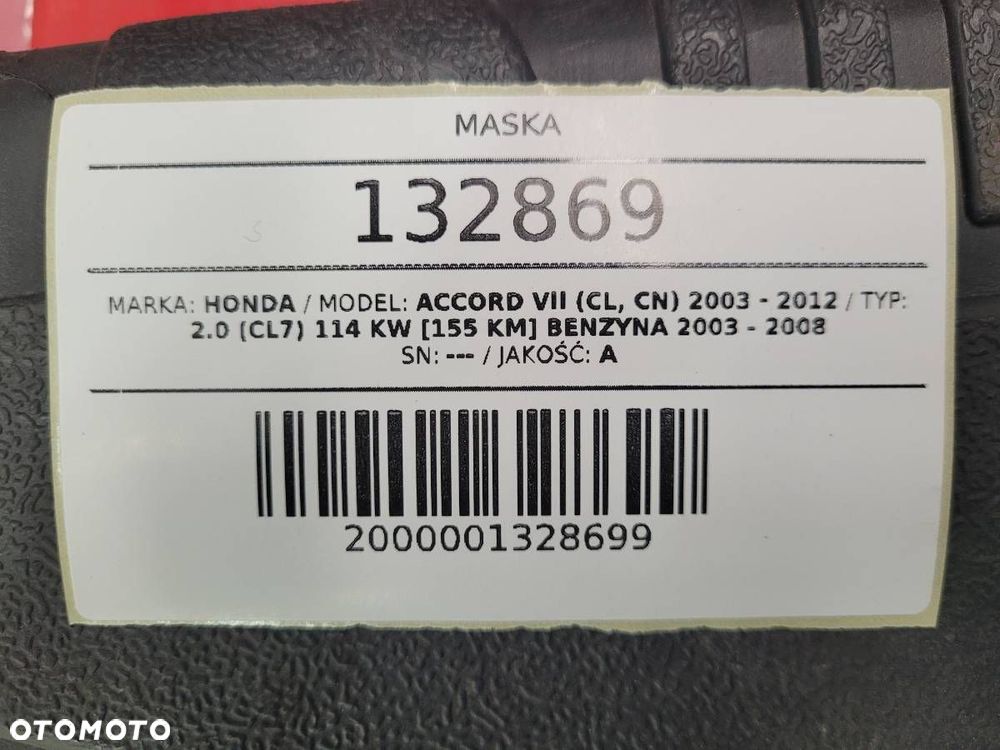 MASKA
132869
MARKA: HONDA / MODEL: ACCORD VII (CL, CN) 2003 - 2012 / TYP:
2.0 (CL7) 114 KW [155 KM] BENZYNA 2003 - 2008
SN: --- / JAKOŚĆ: A
2000001328699
OTOMOTO